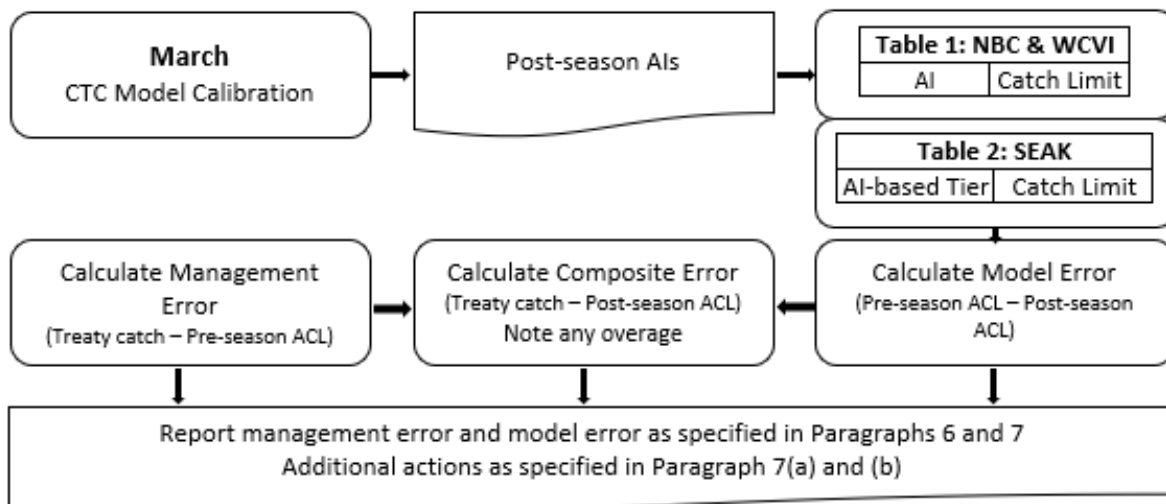 March
CTC Model Calibration
Post-season AIs
Table 1: NBC & WCVI
AI
Catch Limit
Table 2: SEAK
AI-based Tier
Catch Limit
Calculate Management
Error
(Treaty catch – Pre-season ACL)
Calculate Composite Error
(Treaty catch – Post-season ACL)
Note any overage
Calculate Model Error
(Pre-season ACL – Post-season
ACL)
Report management error and model error as specified in Paragraphs 6 and 7
Additional actions as specified in Paragraph 7(a) and (b)